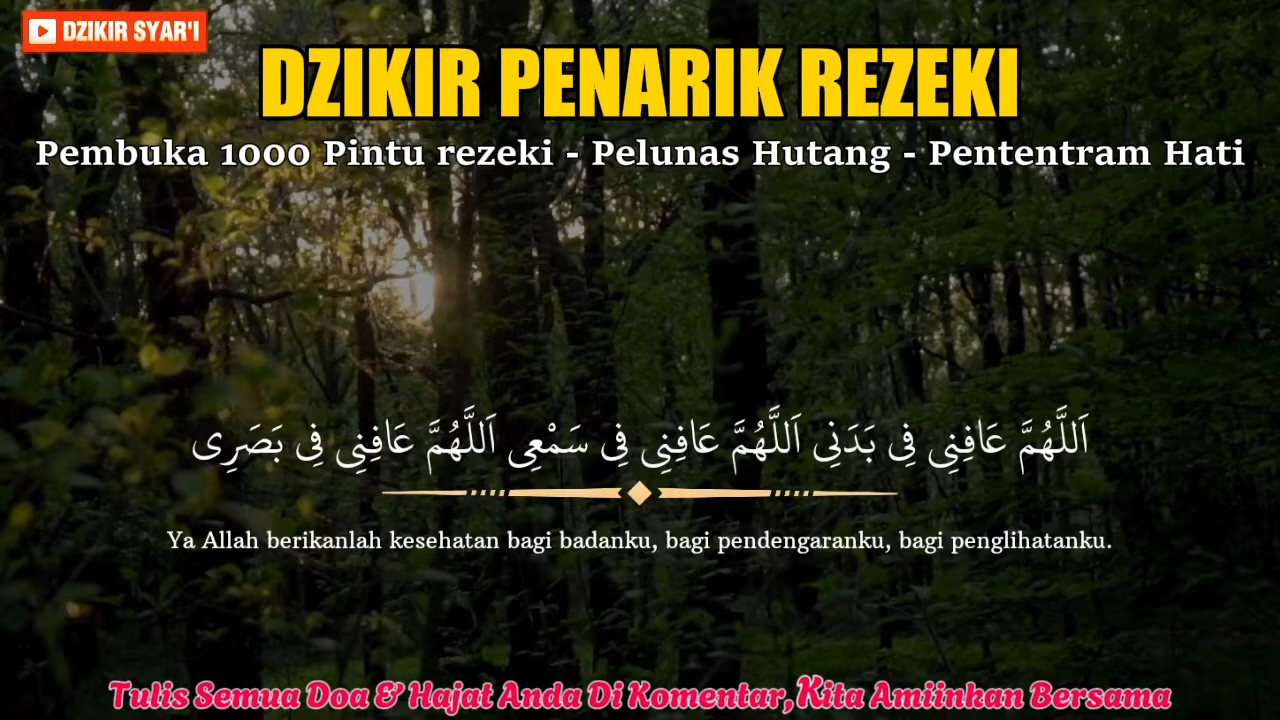 DZIKIR SYAR'I
DZIKIR PENARIK REZEKI
Pembuka 1000 Pintu rezeki - Pelunas Hutang - Pententram Hati
اَللَّهُمَّ عَافِنِى فِى بَدَنِى اَللَّهُمَّ عَافِنِى فِى سَمْعِى اَللَّهُمَّ عَافِنِى فِى بَصَرِى
Ya Allah berikanlah kesehatan bagi badanku, bagi pendengaranku, bagi penglihatanku.
Tulis Semua Doa & Hajat Anda Di Komentar,Kita Amiinkan Bersama